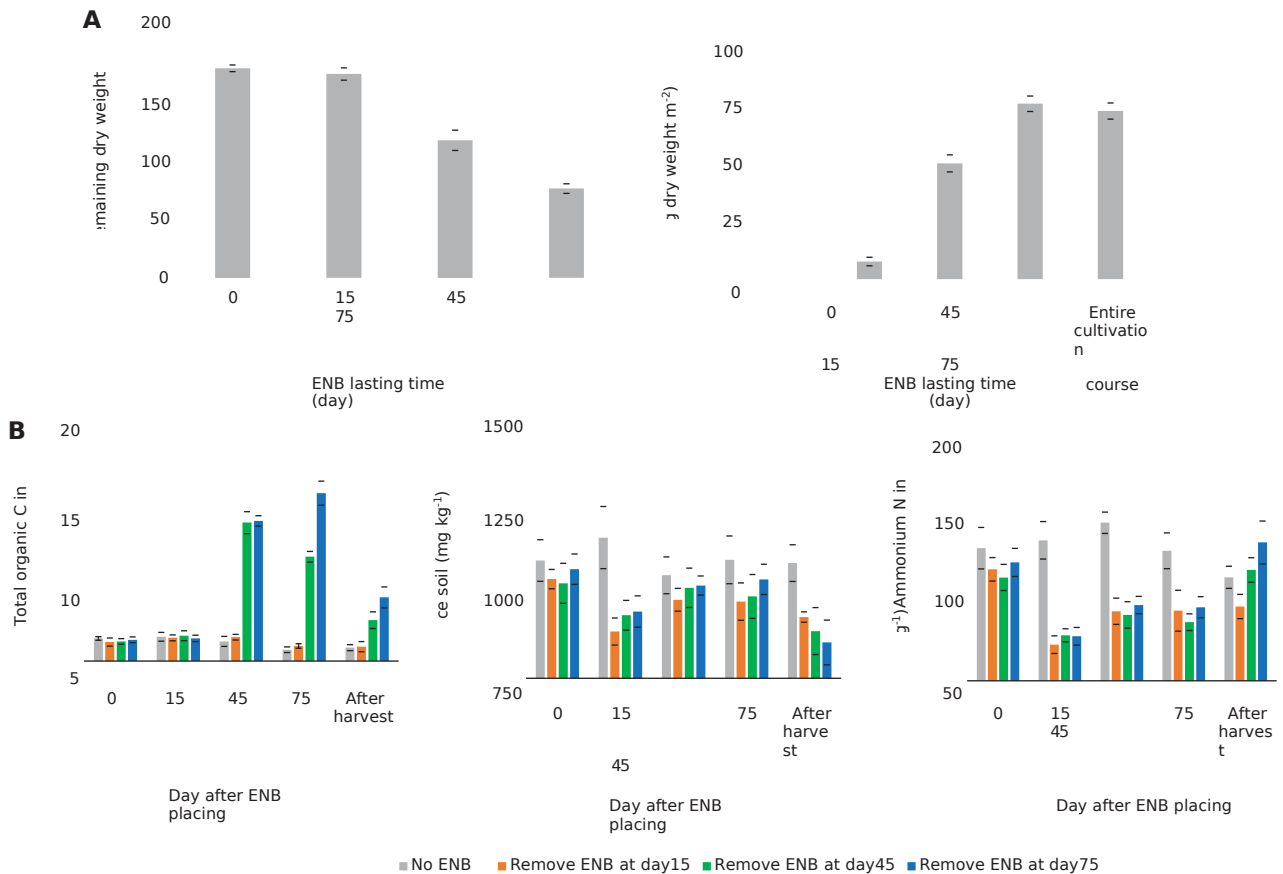 A
200
150
100
50
0
emaining dry weight
0
15
75
45
ENB lasting time
(day)
100
75
50
25
0
g dry weight m-2)
0
45
Entire
cultivatio
n
15
75
course
ENB lasting time
(day)
B
20
15
10
5
Total organic C in
0
15
45
75
After
harvest
Day after ENB
placing
1500
1250
1000
750
ce soil (mg kg-1)
0
15
75
After
harve
st
45
Day after ENB
placing
200
150
100
50
g-1)Ammonium N in
0
15
45
75
After
harves
t
Day after ENB placing
No ENB
Remove ENB at day15
Remove ENB at day45
Remove ENB at day75